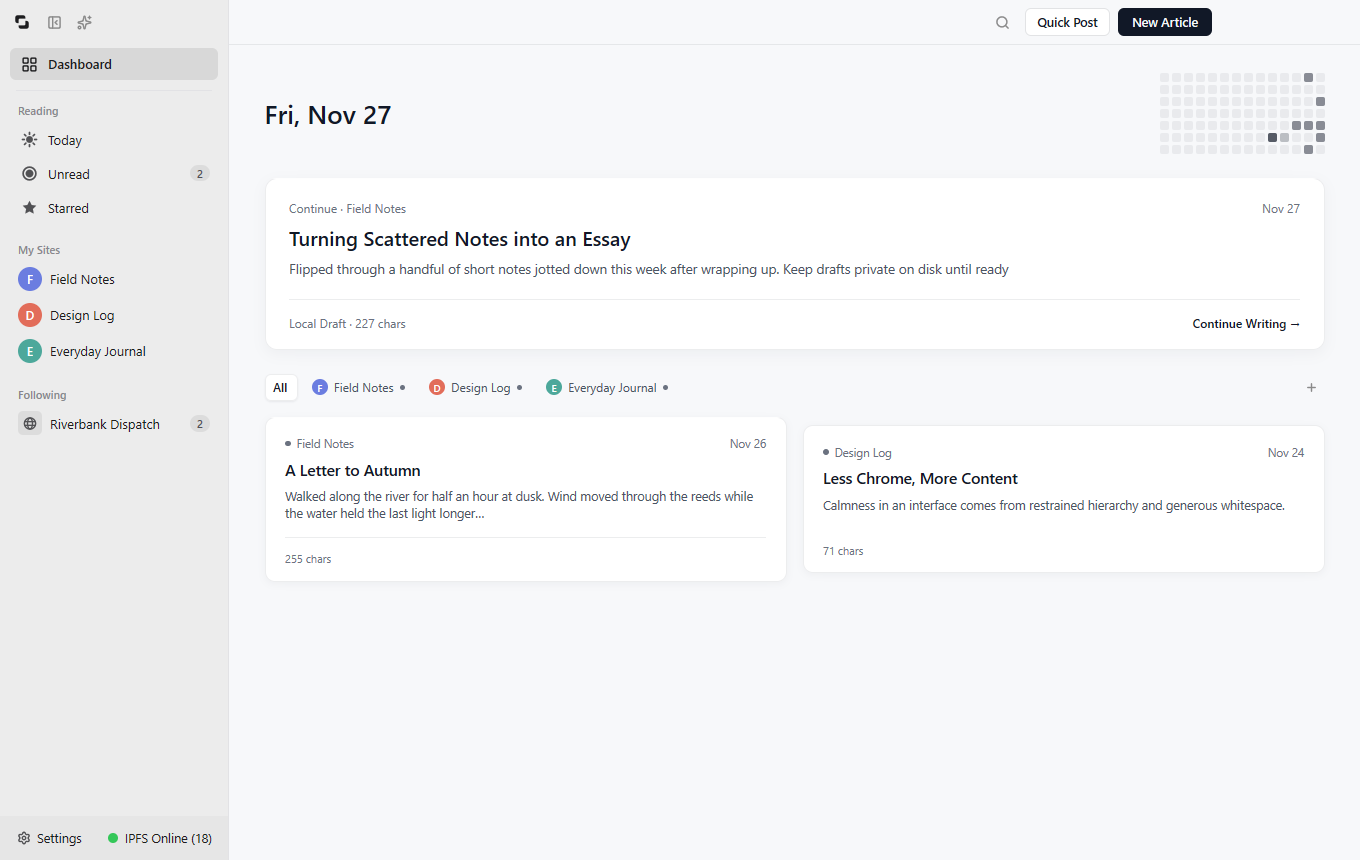 Quick Post
New Article
Dashboard
Reading
Today
Unread 2
Starred
My Sites
F Field Notes
D Design Log
E Everyday Journal
Following
Riverbank Dispatch 2
Settings
IPFS Online (18)
Fri, Nov 27
Continue · Field Notes
Nov 27
Turning Scattered Notes into an Essay
Flipped through a handful of short notes jotted down this week after wrapping up. Keep drafts private on disk until ready
Local Draft · 227 chars
Continue Writing →
All
F Field Notes
D Design Log
E Everyday Journal
Field Notes
Nov 26
A Letter to Autumn
Walked along the river for half an hour at dusk. Wind moved through the reeds while
the water held the last light longer...
255 chars
Design Log
Nov 24
Less Chrome, More Content
Calmness in an interface comes from restrained hierarchy and generous whitespace.
71 chars